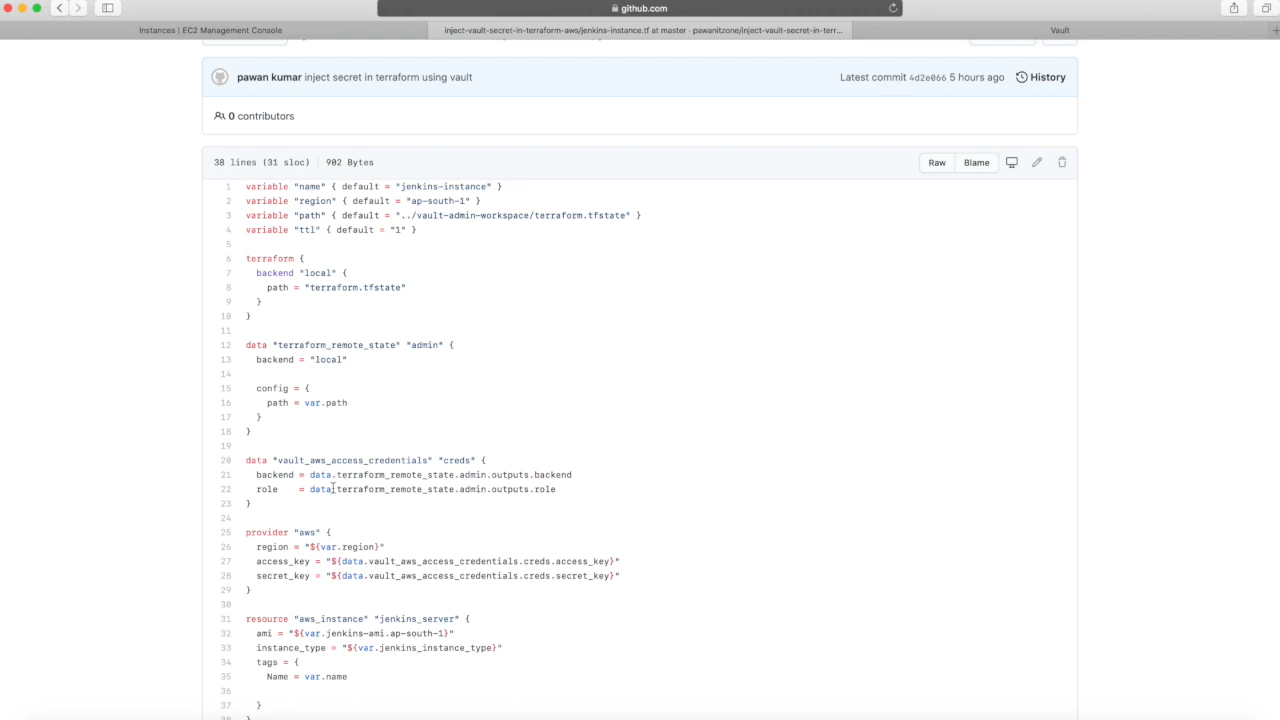 github.com
Instances | EC2 Management Console
inject-vault-secret-in-terraform-aws/jenkins-instance.tf at master · pawanitzone/inject-vault-secret-in-terr...
Vault
pawan kumar inject secret in terraform using vault
Latest commit 4d2e066 5 hours ago
History
0 contributors
38 lines (31 sloc) 902 Bytes
Raw
Blame
1 variable "name" { default = "jenkins-instance" }
2 variable "region" { default = "ap-south-1" }
3 variable "path" { default = "../vault-admin-workspace/terraform.tfstate" }
4 variable "ttl" { default = "1" }
5
6 terraform {
7 backend "local" {
8 path = "terraform.tfstate"
9 }
10 }
11
12 data "terraform_remote_state" "admin" {
13 backend = "local"
14
15 config = {
16 path = var.path
17 }
18 }
19
20 data "vault_aws_access_credentials" "creds" {
21 backend = data.terraform_remote_state.admin.outputs.backend
22 role = data.terraform_remote_state.admin.outputs.role
23 }
24
25 provider "aws" {
26 region = "${var.region}"
27 access_key = "${data.vault_aws_access_credentials.creds.access_key}"
28 secret_key = "${data.vault_aws_access_credentials.creds.secret_key}"
29 }
30
31 resource "aws_instance" "jenkins_server" {
32 ami = "${var.jenkins-ami.ap-south-1}"
33 instance_type = "${var.jenkins_instance_type}"
34 tags = {
35 Name = var.name
36
37 }
38 }